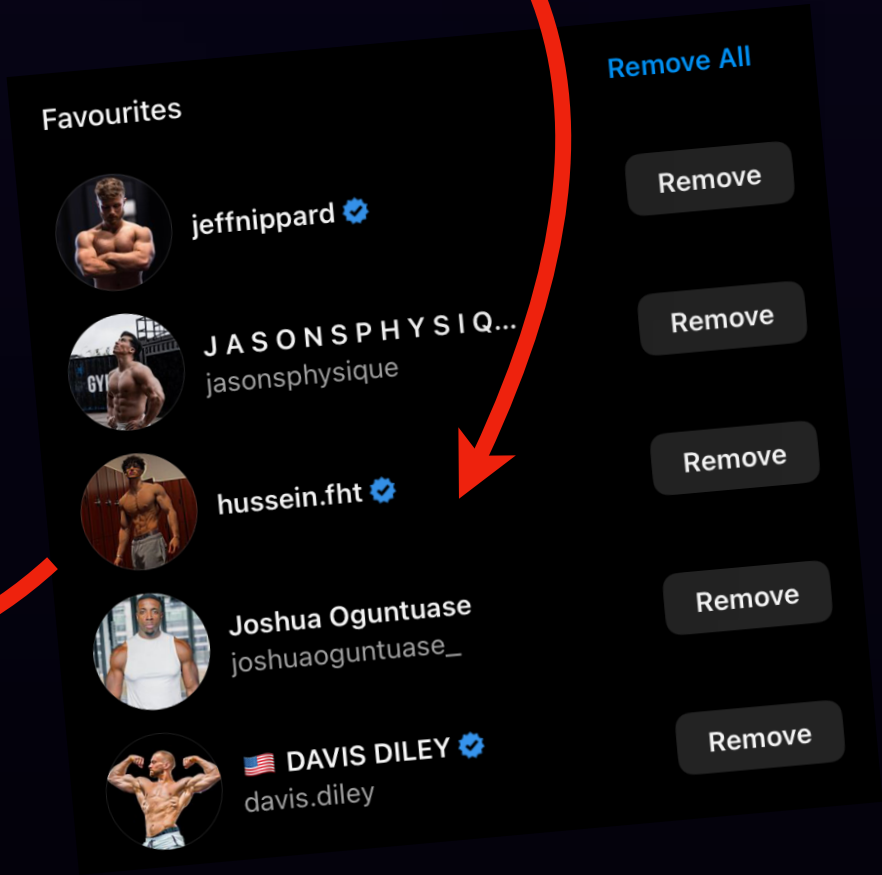 Favourites
Remove All
jeffnippard
Remove
J A S O N S P H Y S I Q...
jasonsphysique
Remove
GY
hussein.fht
Remove
Joshua Oguntuase
joshuaoguntuase_
Remove
🇺🇸 DAVIS DILEY
davis.diley
Remove